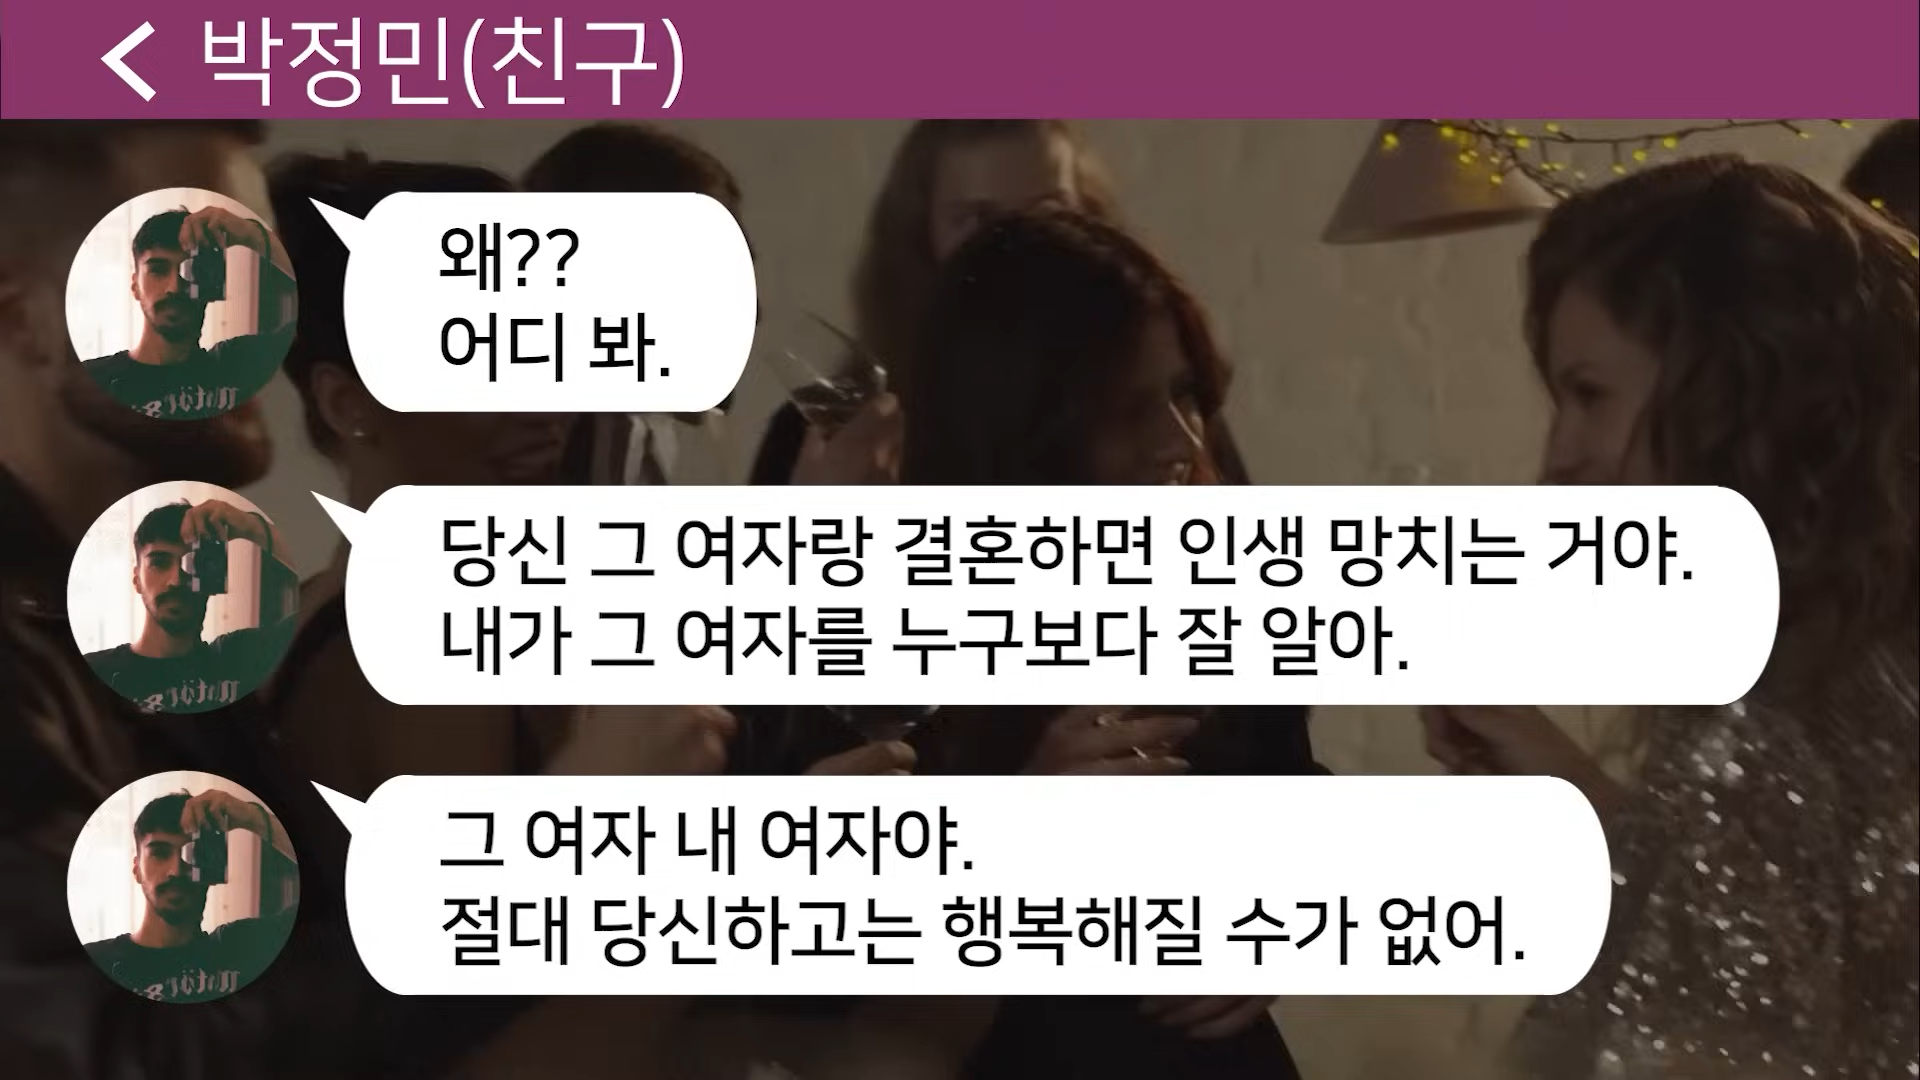 박정민(친구)
왜??
어디 봐.
당신 그 여자랑 결혼하면 인생 망치는 거야.
내가 그 여자를 누구보다 잘 알아.
그 여자 내 여자야.
절대 당신하고는 행복해질 수가 없어.